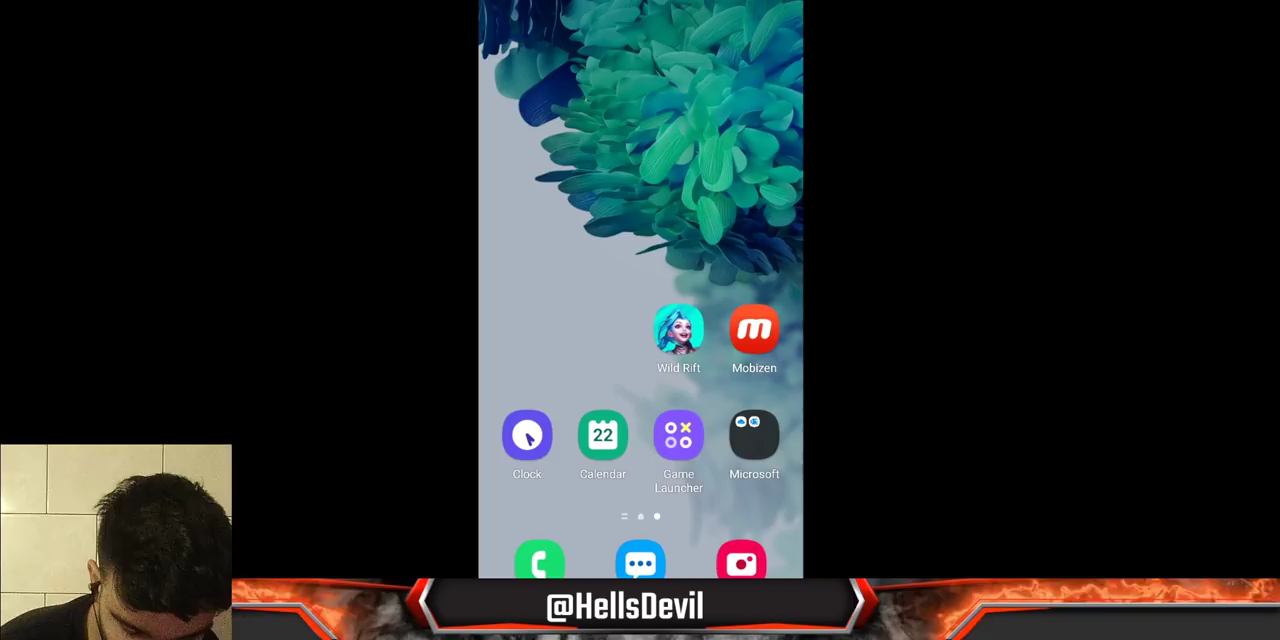 m
Wild Rift
Mobizen
22
Clock
Calendar
Game
Launcher
Microsoft
@HellsDevil